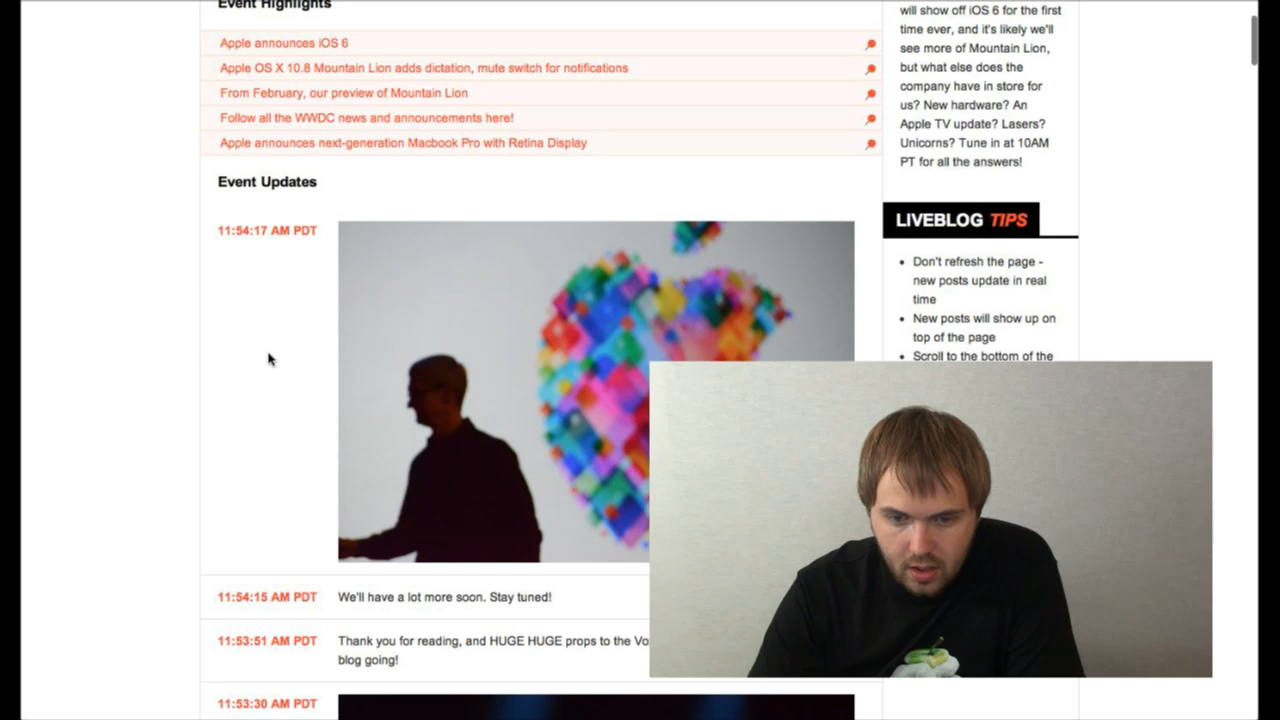 Event Highlights
Apple announces iOS 6
Apple OS X 10.8 Mountain Lion adds dictation, mute switch for notifications
From February, our preview of Mountain Lion
Follow all the WWDC news and announcements here!
Apple announces next-generation Macbook Pro with Retina Display
Event Updates
11:54:17 AM PDT
11:54:15 AM PDT
We'll have a lot more soon. Stay tuned!
11:53:51 AM PDT
Thank you for reading, and HUGE HUGE props to the
blog going!
11:53:30 AM PDT
will show off iOS 6 for the first
time ever, and it's likely we'll
see more of Mountain Lion,
but what else does the
company have in store for
us? New hardware? An
Apple TV update? Lasers?
Unicorns? Tune in at 10AM
PT for all the answers!
LIVEBLOG TIPS
• Don't refresh the page -
new posts update in real
time
• New posts will show up on
top of the page
• Scroll to the bottom of the